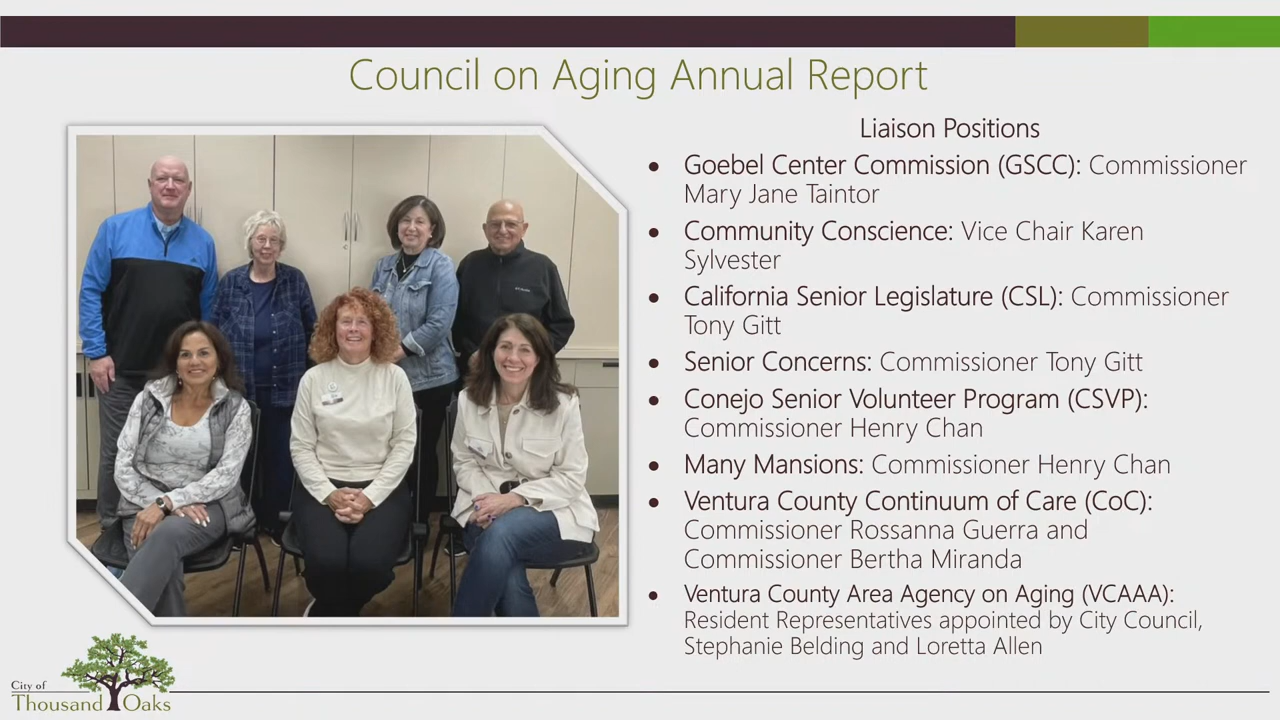 Council on Aging Annual Report
Liaison Positions
• Goebel Center Commission (GSCC): Commissioner
Mary Jane Taintor
• Community Conscience: Vice Chair Karen
Sylvester
• California Senior Legislature (CSL): Commissioner
Tony Gitt
• Senior Concerns: Commissioner Tony Gitt
• Conejo Senior Volunteer Program (CSVP):
Commissioner Henry Chan
• Many Mansions: Commissioner Henry Chan
• Ventura County Continuum of Care (CoC):
Commissioner Rossanna Guerra and
Commissioner Bertha Miranda
• Ventura County Area Agency on Aging (VCAAA):
Resident Representatives appointed by City Council,
Stephanie Belding and Loretta Allen
City of
Thousand Oaks